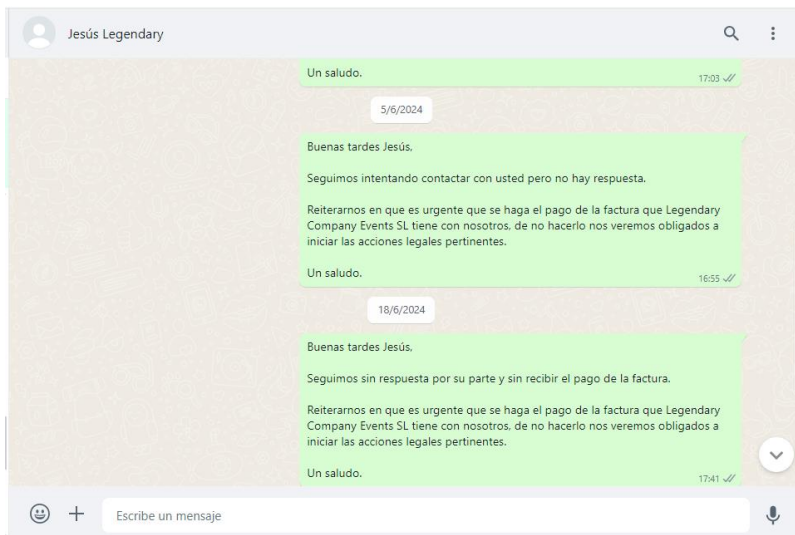 Jesús Legendary
Un saludo.
17:03
5/6/2024
Buenas tardes Jesús,
Seguimos intentando contactar con usted pero no hay respuesta.
Reiterarnos en que es urgente que se haga el pago de la factura que Legendary
Company Events SL tiene con nosotros, de no hacerlo nos veremos obligados a
iniciar las acciones legales pertinentes.
Un saludo.
16:55
18/6/2024
Buenas tardes Jesús,
Seguimos sin respuesta por su parte y sin recibir el pago de la factura.
Reiterarnos en que es urgente que se haga el pago de la factura que Legendary
Company Events SL tiene con nosotros, de no hacerlo nos veremos obligados a
iniciar las acciones legales pertinentes.
Un saludo.
17:41
Escribe un mensaje